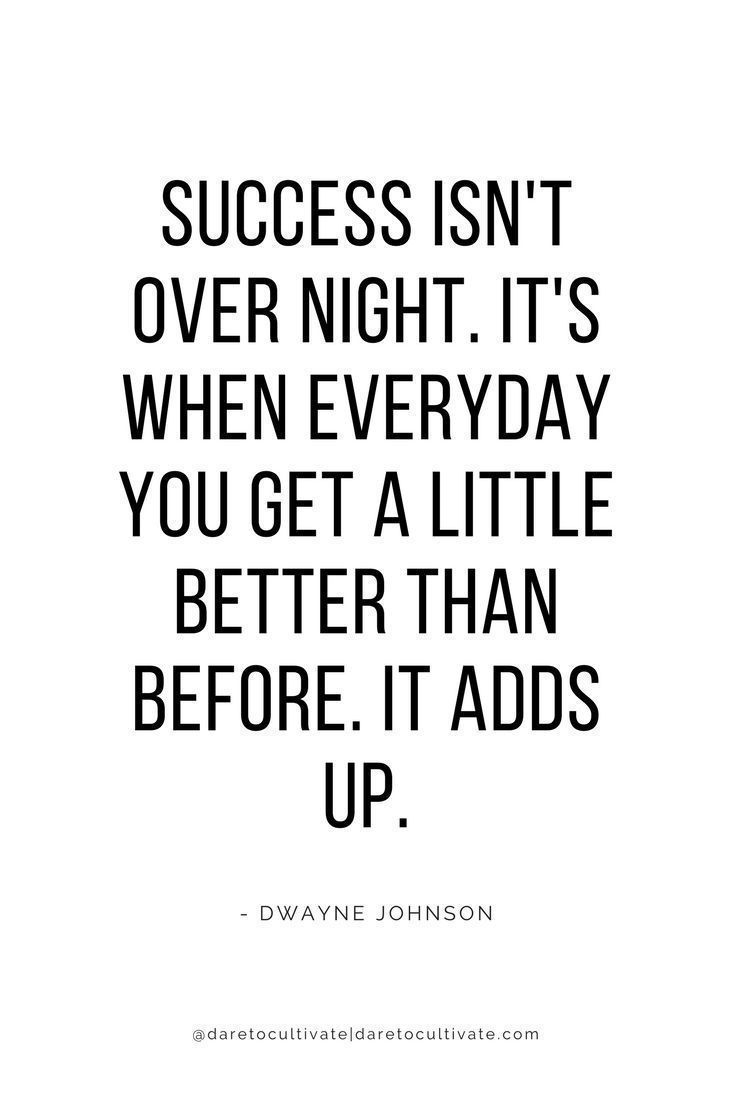 SUCCESS ISN'T
OVER NIGHT. IT'S
WHEN EVERYDAY
YOU GET A LITTLE
BETTER THAN
BEFORE. IT ADDS
UP.
- DWAYNE JOHNSON
@daretocultivate|daretocultivate.com